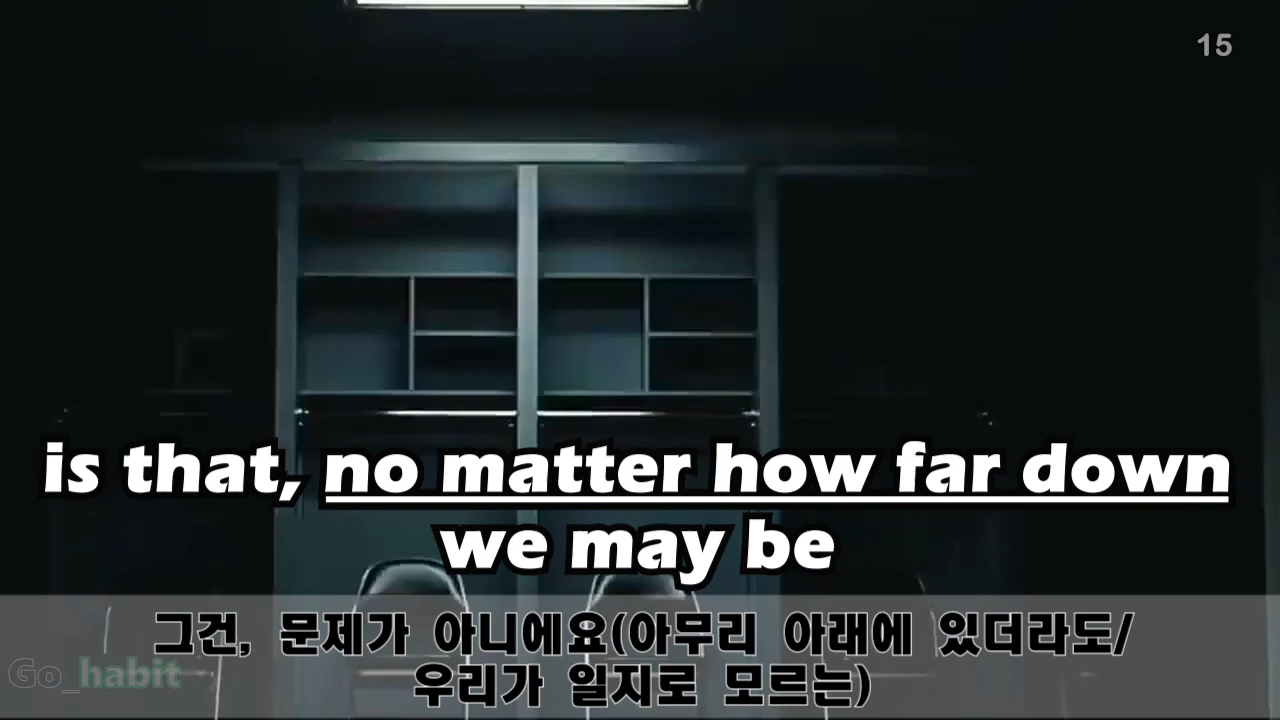 15
is that, no matter how far down
we may be
그건, 문제가 아니에요(아무리 아래에 있더라도/
우리가 일지로 모르는)
Go_habit